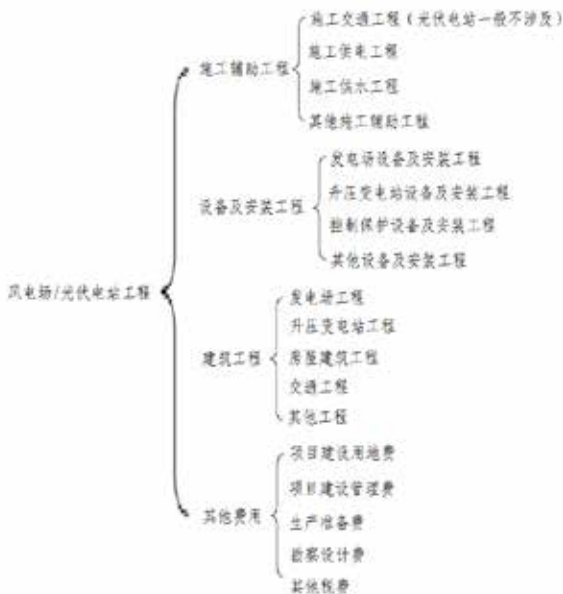 风电场/光伏电站工程
施工辅助工程
施工交通工程（光伏电站一般不涉及）
施工供电工程
施工供水工程
其他施工辅助工程
设备及安装工程
发电场设备及安装工程
升压变电站设备及安装工程
控制保护设备及安装工程
其他设备及安装工程
建筑工程
发电场工程
升压变电站工程
房屋建筑工程
交通工程
其他工程
其他费用
项目建设用地费
项目建设管理费
生产准备费
勘察设计费
其他税费